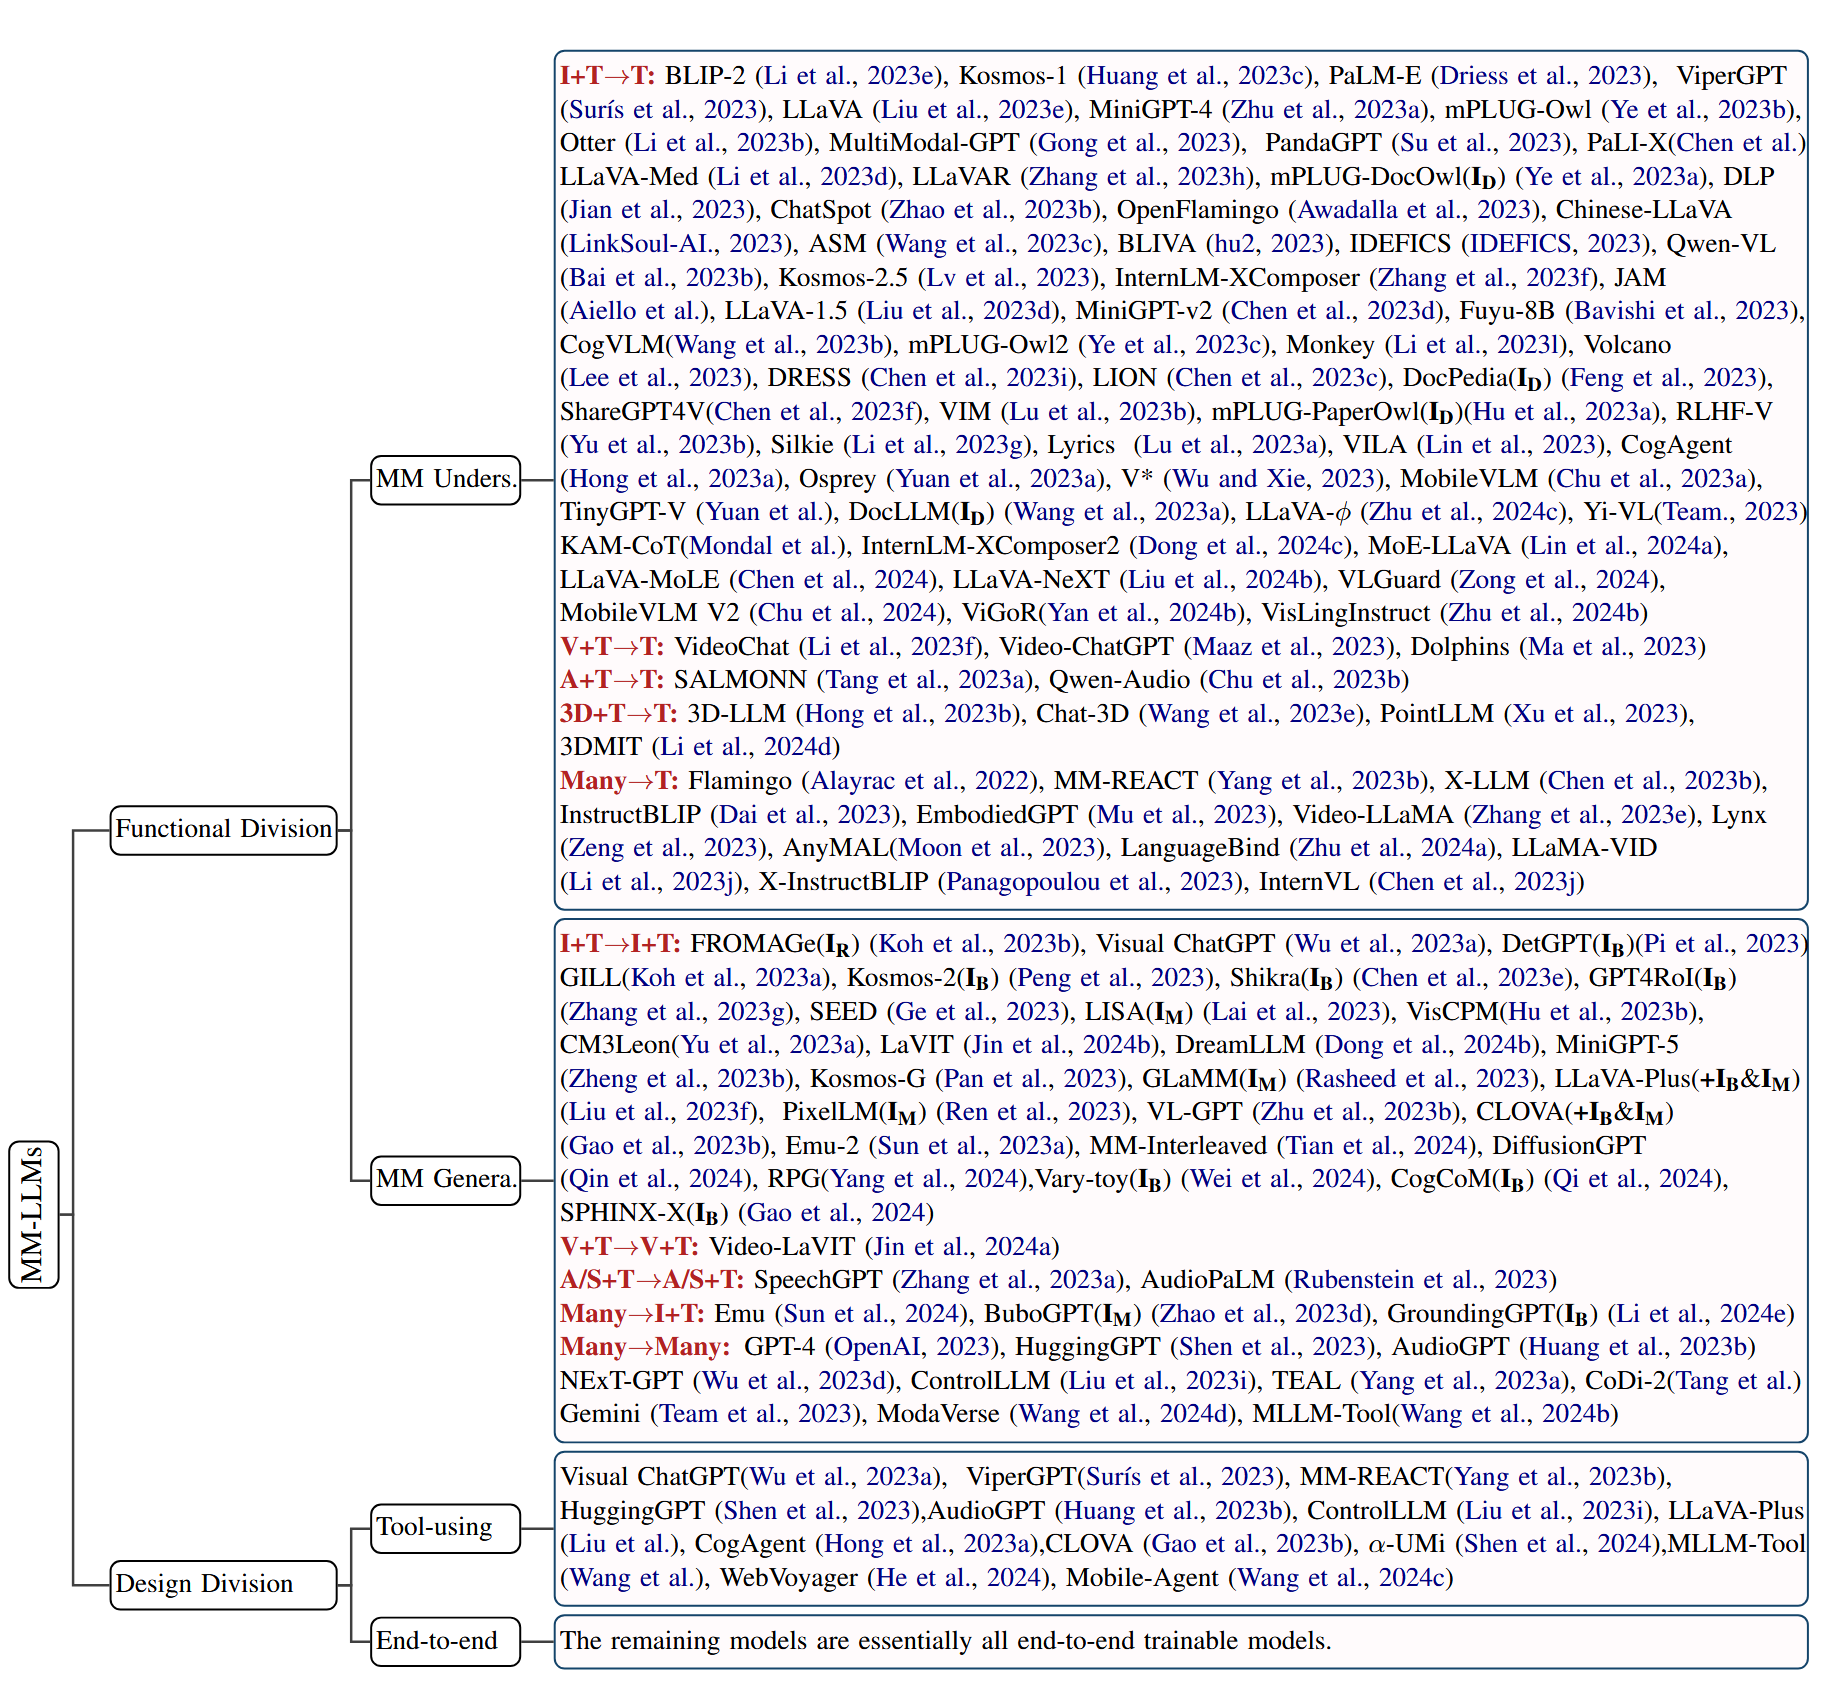 I+T→T: BLIP-2 (Li et al., 2023e), Kosmos-1 (Huang et al., 2023c), PaLM-E (Driess et al., 2023), ViperGPT
(Surís et al., 2023), LLaVA (Liu et al., 2023e), MiniGPT-4 (Zhu et al., 2023a), mPLUG-Owl (Ye et al., 2023b),
Otter (Li et al., 2023b), MultiModal-GPT (Gong et al., 2023), PandaGPT (Su et al., 2023), PaLI-X(Chen et al.)
LLaVA-Med (Li et al., 2023d), LLaVAR (Zhang et al., 2023h), mPLUG-DocOwl(I_D) (Ye et al., 2023a), DLP
(Jian et al., 2023), ChatSpot (Zhao et al., 2023b), OpenFlamingo (Awadalla et al., 2023), Chinese-LLaVA
(LinkSoul-AI., 2023), ASM (Wang et al., 2023c), BLIVA (hu2, 2023), IDEFICS (IDEFICS, 2023), Qwen-VL
(Bai et al., 2023b), Kosmos-2.5 (Lv et al., 2023), InternLM-XComposer (Zhang et al., 2023f), JAM
(Aiello et al.), LLaVA-1.5 (Liu et al., 2023d), MiniGPT-v2 (Chen et al., 2023d), Fuyu-8B (Bavishi et al., 2023),
CogVLM(Wang et al., 2023b), mPLUG-Owl2 (Ye et al., 2023c), Monkey (Li et al., 2023l), Volcano
(Lee et al., 2023), DRESS (Chen et al., 2023i), LION (Chen et al., 2023c), DocPedia(I_D) (Feng et al., 2023),
ShareGPT4V(Chen et al., 2023f), VIM (Lu et al., 2023b), mPLUG-PaperOwl(I_D)(Hu et al., 2023a), RLHF-V
(Yu et al., 2023b), Silkie (Li et al., 2023g), Lyrics (Lu et al., 2023a), VILA (Lin et al., 2023), CogAgent
MM Unders.
(Hong et al., 2023a), Osprey (Yuan et al., 2023a), V* (Wu and Xie, 2023), MobileVLM (Chu et al., 2023a),
TinyGPT-V (Yuan et al.), DocLLM(I_D) (Wang et al., 2023a), LLaVA-ϕ (Zhu et al., 2024c), Yi-VL(Team., 2023)
KAM-CoT(Mondal et al.), InternLM-XComposer2 (Dong et al., 2024c), MoE-LLaVA (Lin et al., 2024a),
LLaVA-MoLE (Chen et al., 2024), LLaVA-NeXT (Liu et al., 2024b), VLGuard (Zong et al., 2024),
MobileVLM V2 (Chu et al., 2024), ViGoR(Yan et al., 2024b), VisLingInstruct (Zhu et al., 2024b)
V+T→T: VideoChat (Li et al., 2023f), Video-ChatGPT (Maaz et al., 2023), Dolphins (Ma et al., 2023)
A+T→T: SALMONN (Tang et al., 2023a), Qwen-Audio (Chu et al., 2023b)
3D+T→T: 3D-LLM (Hong et al., 2023b), Chat-3D (Wang et al., 2023e), PointLLM (Xu et al., 2023),
3DMIT (Li et al., 2024d)
Many→T: Flamingo (Alayrac et al., 2022), MM-REACT (Yang et al., 2023b), X-LLM (Chen et al., 2023b),
InstructBLIP (Dai et al., 2023), EmbodiedGPT (Mu et al., 2023), Video-LLaMA (Zhang et al., 2023e), Lynx
Functional Division
(Zeng et al., 2023), AnyMAL(Moon et al., 2023), LanguageBind (Zhu et al., 2024a), LLaMA-VID
(Li et al., 2023j), X-InstructBLIP (Panagopoulou et al., 2023), InternVL (Chen et al., 2023j)
I+T→I+T: FROMAGe(I_R) (Koh et al., 2023b), Visual ChatGPT (Wu et al., 2023a), DetGPT(I_B)(Pi et al., 2023)
GILL(Koh et al., 2023a), Kosmos-2(I_B) (Peng et al., 2023), Shikra(I_B) (Chen et al., 2023e), GPT4RoI(I_B)
(Zhang et al., 2023g), SEED (Ge et al., 2023), LISA(I_M) (Lai et al., 2023), VisCPM(Hu et al., 2023b),
CM3Leon(Yu et al., 2023a), LaVIT (Jin et al., 2024b), DreamLLM (Dong et al., 2024b), MiniGPT-5
(Zheng et al., 2023b), Kosmos-G (Pan et al., 2023), GLaMM(I_M) (Rasheed et al., 2023), LLaVA-Plus(+I_B&I_M)
(Liu et al., 2023f), PixelLM(I_M) (Ren et al., 2023), VL-GPT (Zhu et al., 2023b), CLOVA(+I_B&I_M)
(Gao et al., 2023b), Emu-2 (Sun et al., 2023a), MM-Interleaved (Tian et al., 2024), DiffusionGPT
MM Genera.
(Qin et al., 2024), RPG(Yang et al., 2024),Vary-toy(I_B) (Wei et al., 2024), CogCoM(I_B) (Qi et al., 2024),
SPHINX-X(I_B) (Gao et al., 2024)
MM-LLMs
V+T→V+T: Video-LaVIT (Jin et al., 2024a)
A/S+T→A/S+T: SpeechGPT (Zhang et al., 2023a), AudioPaLM (Rubenstein et al., 2023)
Many→I+T: Emu (Sun et al., 2024), BuboGPT(I_M) (Zhao et al., 2023d), GroundingGPT(I_B) (Li et al., 2024e)
Many→Many: GPT-4 (OpenAI, 2023), HuggingGPT (Shen et al., 2023), AudioGPT (Huang et al., 2023b)
NExT-GPT (Wu et al., 2023d), ControlLLM (Liu et al., 2023i), TEAL (Yang et al., 2023a), CoDi-2(Tang et al.)
Gemini (Team et al., 2023), ModaVerse (Wang et al., 2024d), MLLM-Tool(Wang et al., 2024b)
Visual ChatGPT(Wu et al., 2023a), ViperGPT(Surís et al., 2023), MM-REACT(Yang et al., 2023b),
HuggingGPT (Shen et al., 2023),AudioGPT (Huang et al., 2023b), ControlLLM (Liu et al., 2023i), LLaVA-Plus
Tool-using
(Liu et al.), CogAgent (Hong et al., 2023a),CLOVA (Gao et al., 2023b), α-UMi (Shen et al., 2024),MLLM-Tool
(Wang et al.), WebVoyager (He et al., 2024), Mobile-Agent (Wang et al., 2024c)
Design Division
End-to-end
The remaining models are essentially all end-to-end trainable models.